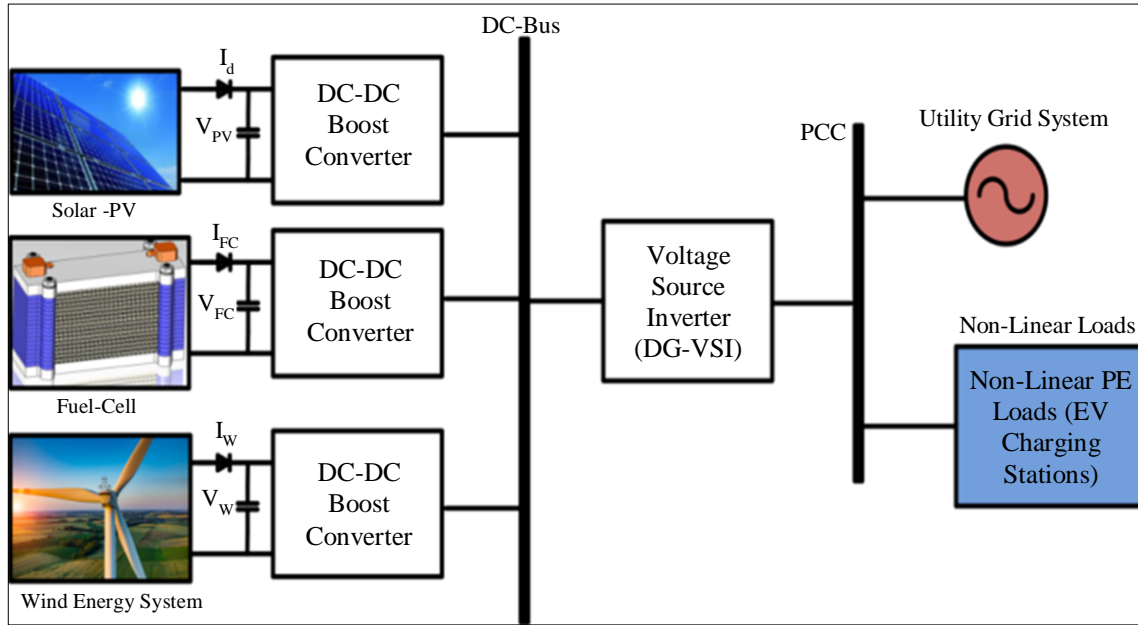 DC-Bus
I_d
V_PV
DC-DC
Boost
Converter
Solar -PV
I_FC
V_FC
DC-DC
Boost
Converter
Fuel-Cell
I_W
V_W
DC-DC
Boost
Converter
Wind Energy System
Voltage
Source
Inverter
(DG-VSI)
PCC
Utility Grid System
Non-Linear Loads
Non-Linear PE
Loads (EV
Charging
Stations)